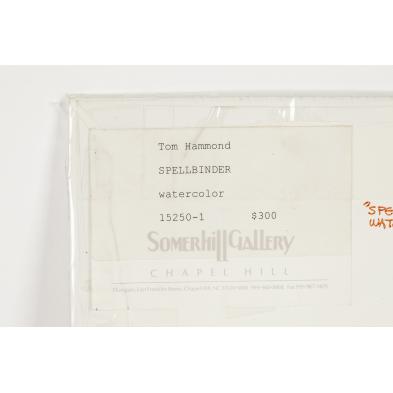 Tom Hammond
SPELLBINDER
watercolor
15250-1 $300
SomerhillGallery
CHAPEL HILL
"SPE
WAT